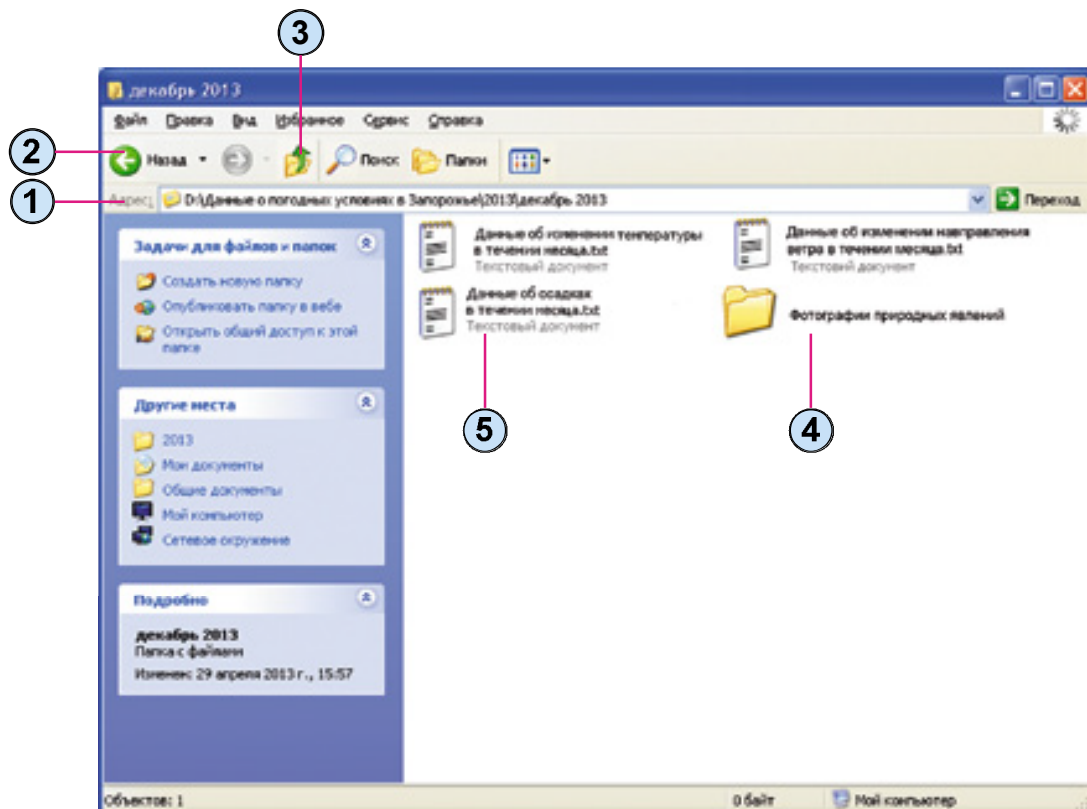 3
декабрь 2013
Файл Правка Вид Избранное Сервис Справка
2
Назад Поиск Папки
1
Адрес: D:\Данные о погодных условиях в Запорожье\2013\декабрь 2013 Переход
Задачи для файлов и папок
Создать новую папку
Опубликовать папку в вебе
Открыть общий доступ к этой
папке
Другие места
2013
Мои документы
Общие документы
Мой компьютер
Сетевое окружение
Подробно
декабрь 2013
Папка с файлами
Изменен: 29 апреля 2013 г., 15:57
Данные об изменении температуры
в течении месяца.txt
Текстовый документ
Данные об изменении навправления
ветра в течении месяца.txt
Текстовий документ
Данные об осадках
в течении месяца.txt
Текстовый документ
Фотографии природных явлений
5
4
Объектов: 1 0 байт Мой компьютер